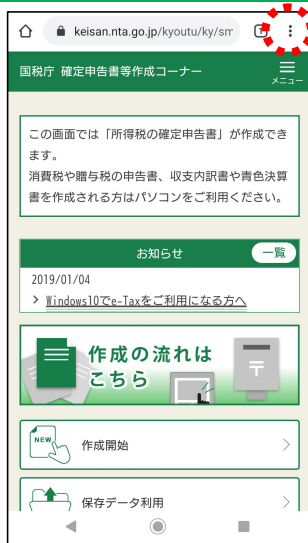 keisan.nta.go.jp/kyoutu/ky/sm
国税庁 確定申告書等作成コーナー
メニュー
この画面では「所得税の確定申告書」が作成でき
ます。
消費税や贈与税の申告書、収支内訳書や青色決算
書を作成される方はパソコンをご利用ください。
お知らせ
一覧
2019/01/04
> Windows10でe-Taxをご利用になる方へ
作成の流れは
こちら
〒
NEW
作成開始
保存データ利用